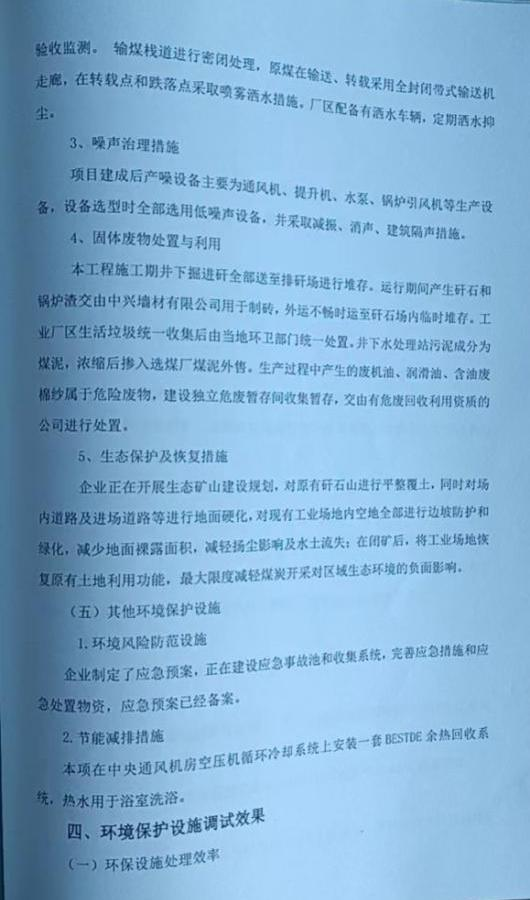 验收监测。 输煤栈道进行密闭处理，原煤在输送、转载采用全封闭带式输送机
走廊，在转载点和跌落点采取喷雾洒水措施。厂区配备有洒水车辆，定期洒水抑
尘。
3、噪声治理措施
项目建成后产噪设备主要为通风机、提升机、水泵、锅炉引风机等生产设
备，设备选型时全部选用低噪声设备，并采取减振、消声、建筑隔声措施。
4、固体废物处置与利用
本工程施工期井下掘进矸全部送至排矸场进行堆存。运行期间产生矸石和
锅炉渣交由中兴墙材有限公司用于制砖，外运不畅时运至矸石场内临时堆存。工
业厂区生活垃圾统一收集后由当地环卫部门统一处置。井下水处理站污泥成分为
煤泥，浓缩后掺入选煤厂煤泥外售。生产过程中产生的废机油、润滑油、含油废
棉纱属于危险废物，建设独立危废暂存间收集暂存，交由有危废回收利用资质的
公司进行处置。
5、生态保护及恢复措施
企业正在开展生态矿山建设规划，对原有矸石山进行平整覆土，同时对场
内道路及进场道路等进行地面硬化，对现有工业场地内空地全部进行边坡防护和
绿化，减少地面裸露面积，减轻扬尘影响及水土流失；在闭矿后，将工业场地恢
复原有土地利用功能，最大限度减轻煤炭开采对区域生态环境的负面影响。
（五）其他环境保护设施
1.环境风险防范设施
企业制定了应急预案，正在建设应急事故池和收集系统，完善应急措施和应
急处置物资，应急预案已经备案。
2.节能减排措施
本项在中央通风机房空压机循环冷却系统上安装一套 BESTDE 余热回收系
统，热水用于浴室洗浴。
四、环境保护设施调试效果
（一）环保设施处理效率